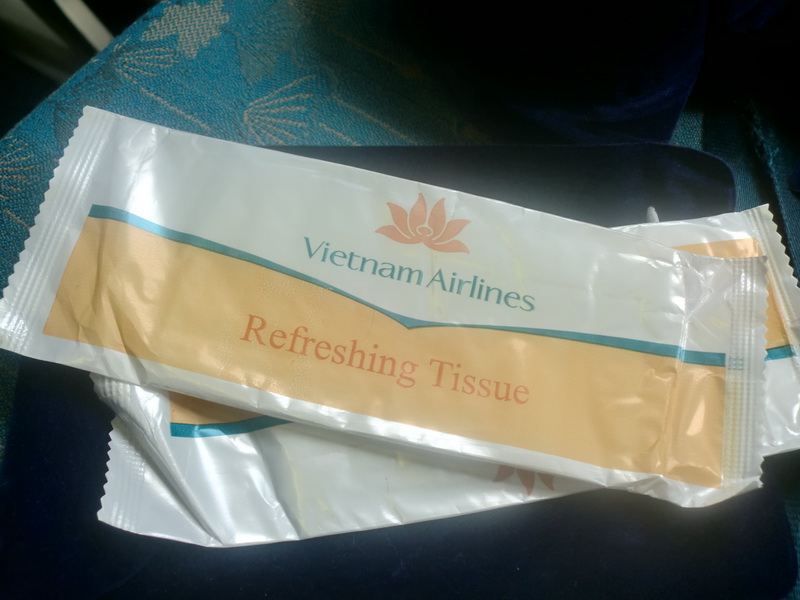 Vietnam Airlines
Refreshing Tissue